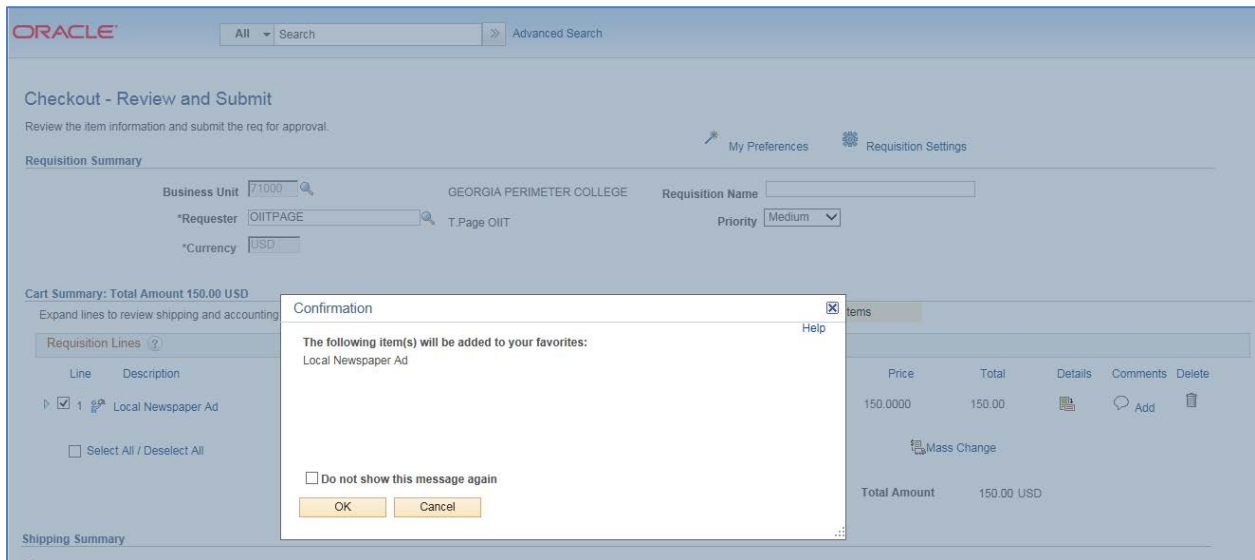 ORACLE
All Search Advanced Search
Checkout - Review and Submit
Review the item information and submit the req for approval.
My Preferences Requisition Settings
Requisition Summary
Business Unit 71000 GEORGIA PERIMETER COLLEGE Requisition Name
*Requester OIITPAGE T.Page OIIT Priority Medium
*Currency USD
Cart Summary: Total Amount 150.00 USD
Expand lines to review shipping and accounting
Confirmation
Help
The following item(s) will be added to your favorites:
Local Newspaper Ad
Do not show this message again
OK Cancel
Requisition Lines ?
Line Description Price Total Details Comments Delete
1 Local Newspaper Ad 150.0000 150.00 Add
Select All / Deselect All Mass Change
Total Amount 150.00 USD
Shipping Summary